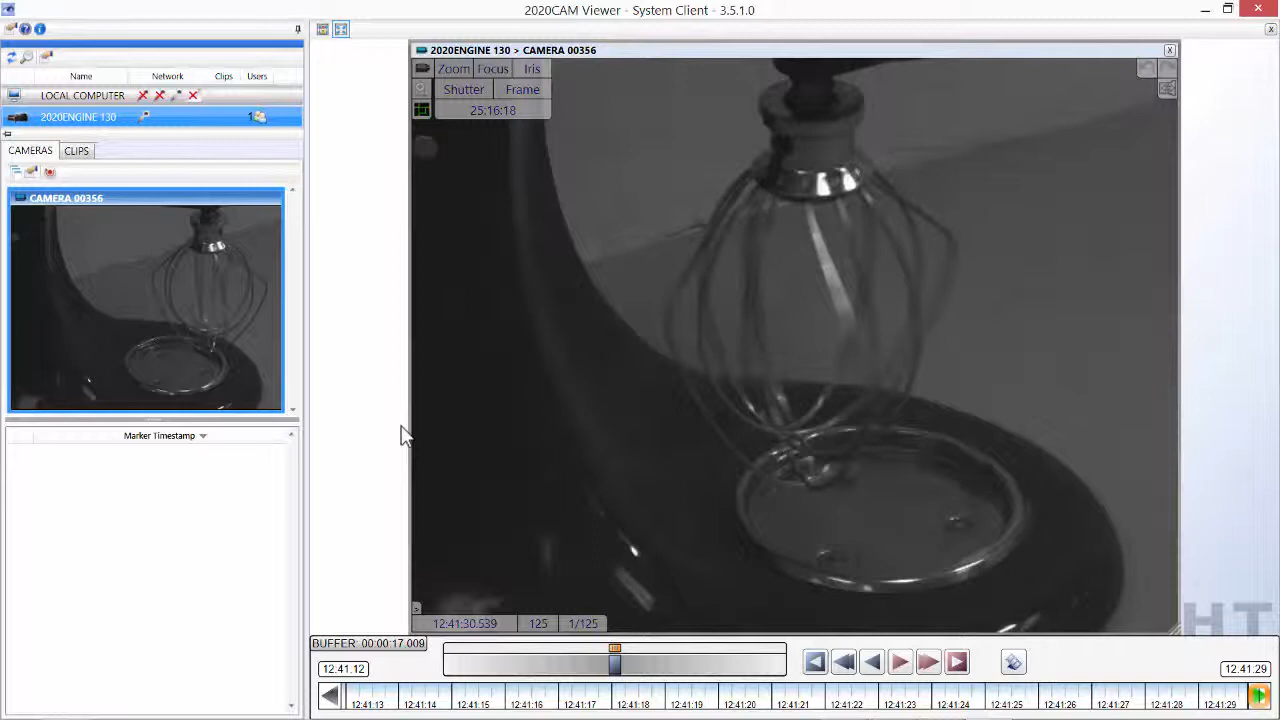 2020CAM Viewer - System Client - 3.5.1.0
Name Network Clips Users
LOCAL COMPUTER
2020ENGINE 130 1
CAMERAS CLIPS
CAMERA 00356
Marker Timestamp
2020ENGINE 130 > CAMERA 00356
Zoom Focus Iris
Shutter Frame
25:16:18
12:41:30.539 125 1/125
HT
BUFFER: 00:00:17.009
12.41.12
12.41.29
12:41:13 12:41:14 12:41:15 12:41:16 12:41:17 12:41:18 12:41:19 12:41:20 12:41:21 12:41:22 12:41:23 12:41:24 12:41:25 12:41:26 12:41:27 12:41:28 12:41:29